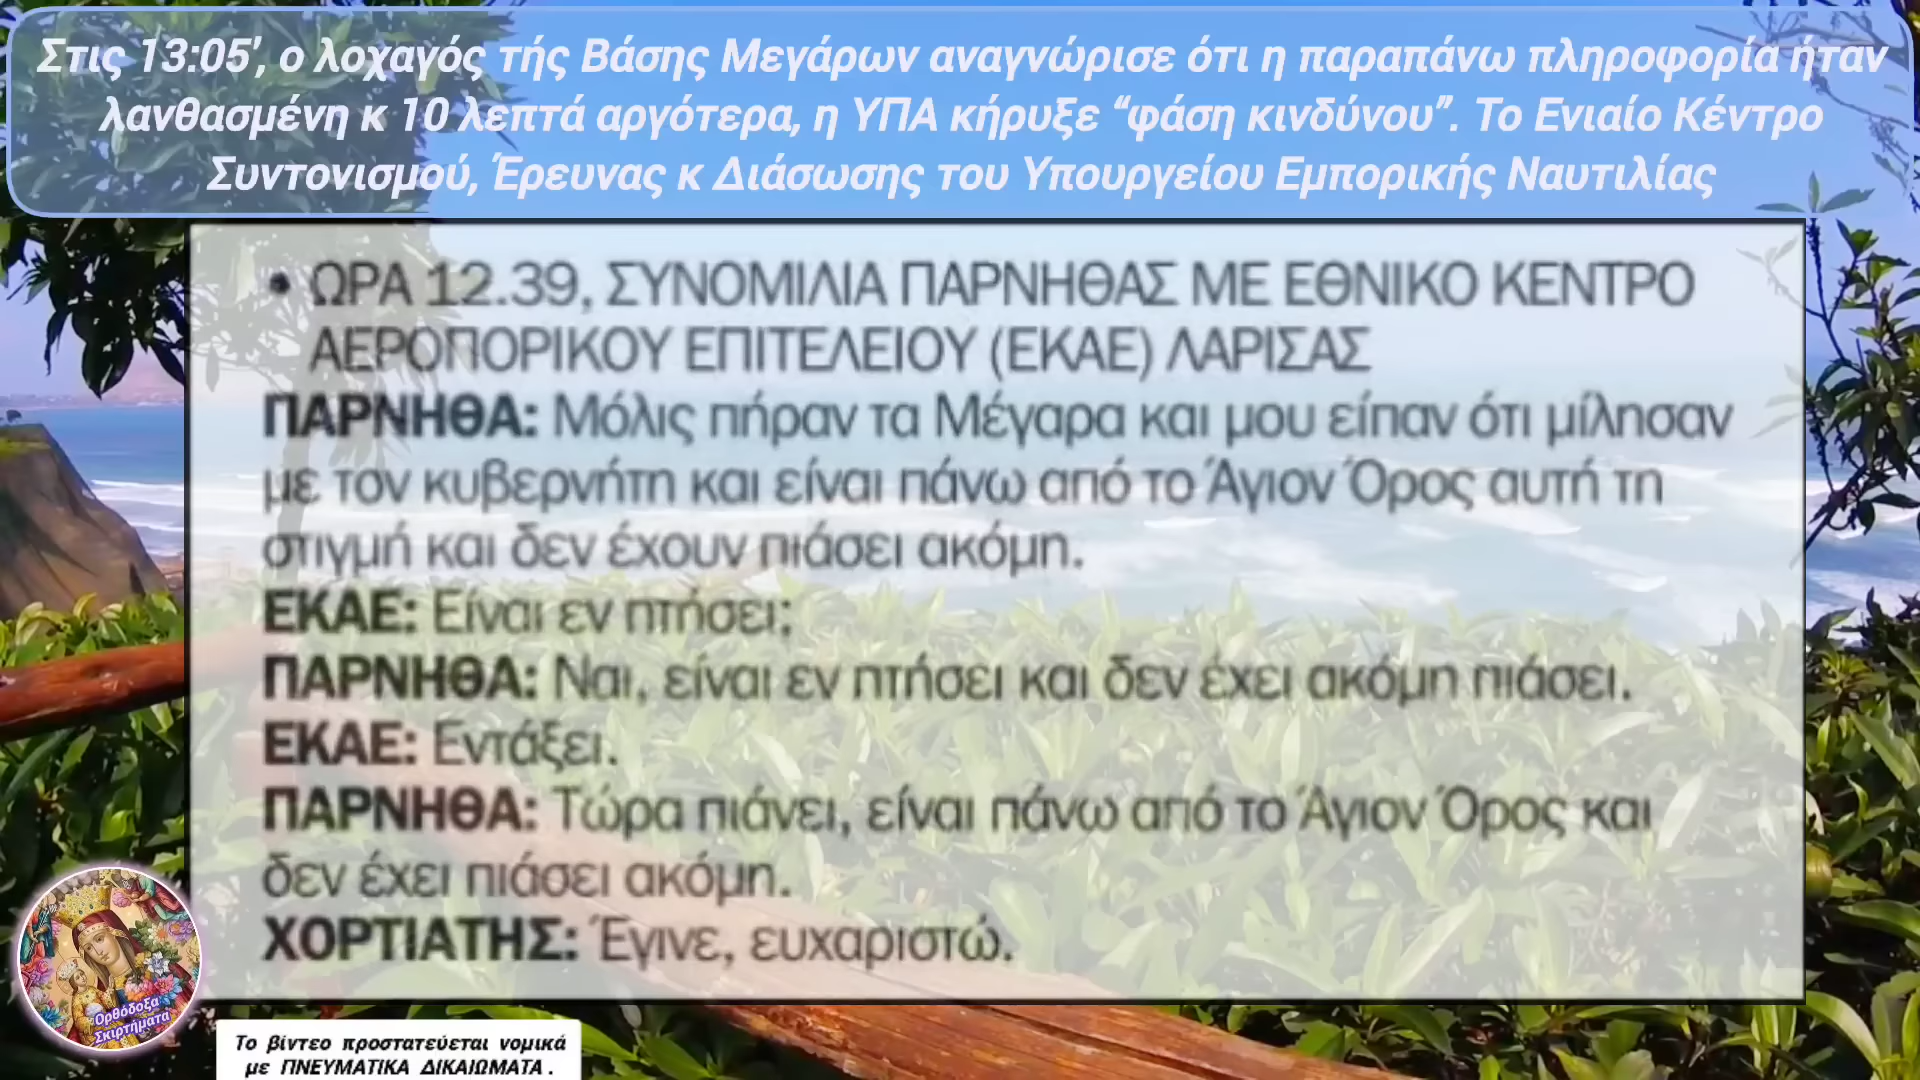 Στις 13:05', ο λοχαγός τής Βάσης Μεγάρων αναγνώρισε ότι η παραπάνω πληροφορία ήταν
λανθασμένη κ 10 λεπτά αργότερα, η ΥΠΑ κήρυξε “φάση κινδύνου”. Το Ενιαίο Κέντρο
Συντονισμού, Έρευνας κ Διάσωσης του Υπουργείου Εμπορικής Ναυτιλίας
• ΩΡΑ 12.39, ΣΥΝΟΜΙΛΙΑ ΠΑΡΝΗΘΑΣ ΜΕ ΕΘΝΙΚΟ ΚΕΝΤΡΟ
ΑΕΡΟΠΟΡΙΚΟΥ ΕΠΙΤΕΛΕΙΟΥ (ΕΚΑΕ) ΛΑΡΙΣΑΣ
ΠΑΡΝΗΘΑ: Μόλις πήραν τα Μέγαρα και μου είπαν ότι μίλησαν
με τον κυβερνήτη και είναι πάνω από το Άγιον Όρος αυτή τη
στιγμή και δεν έχουν πιάσει ακόμη.
ΕΚΑΕ: Είναι εν πτήσει;
ΠΑΡΝΗΘΑ: Ναι, είναι εν πτήσει και δεν έχει ακόμη πιάσει.
ΕΚΑΕ: Εντάξει.
ΠΑΡΝΗΘΑ: Τώρα πιάνει, είναι πάνω από το Άγιον Όρος και
δεν έχει πιάσει ακόμη.
ΧΟΡΤΙΑΤΗΣ: Έγινε, ευχαριστώ.
Ορθόδοξα
Σκιρτήματα
Το βίντεο προστατεύεται νομικά
με ΠΝΕΥΜΑΤΙΚΑ ΔΙΚΑΙΩΜΑΤΑ.